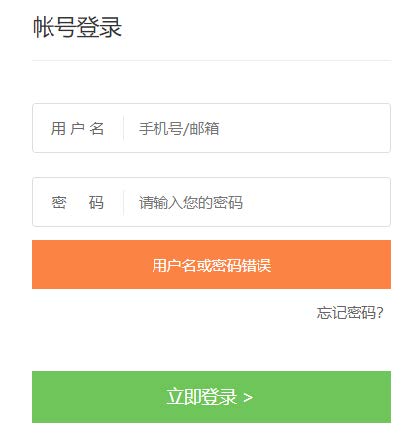 帐号登录
用 户 名 手机号/邮箱
密 码 请输入您的密码
用户名或密码错误
忘记密码?
立即登录 >